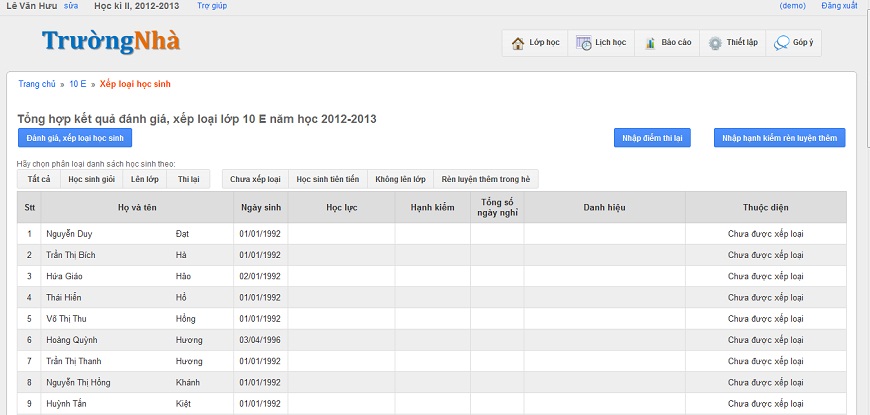 Lê Văn Hưu sửa Học kì II, 2012-2013 Trợ giúp (demo) Đăng xuất
TrườngNhà Lớp học Lịch học Báo cáo Thiết lập Góp ý
Trang chủ » 10 E » Xếp loại học sinh
Tổng hợp kết quả đánh giá, xếp loại lớp 10 E năm học 2012-2013
Đánh giá, xếp loại học sinh Nhập điểm thi lại Nhập hạnh kiểm rèn luyện thêm
Hãy chọn phân loại danh sách học sinh theo:
Tất cả Học sinh giỏi Lên lớp Thi lại Chưa xếp loại Học sinh tiên tiến Không lên lớp Rèn luyện thêm trong hè
Stt Họ và tên Ngày sinh Học lực Hạnh kiểm Tổng số ngày nghỉ Danh hiệu Thuộc diện
1 Nguyễn Duy Đạt 01/01/1992 Chưa được xếp loại
2 Trần Thị Bích Hà 01/01/1992 Chưa được xếp loại
3 Hứa Giáo Hào 02/01/1992 Chưa được xếp loại
4 Thái Hiển Hồ 01/01/1992 Chưa được xếp loại
5 Võ Thị Thu Hồng 01/01/1992 Chưa được xếp loại
6 Hoàng Quỳnh Hương 03/04/1996 Chưa được xếp loại
7 Trần Thị Thanh Hương 01/01/1992 Chưa được xếp loại
8 Nguyễn Thị Hồng Khánh 01/01/1992 Chưa được xếp loại
9 Huỳnh Tấn Kiệt 01/01/1992 Chưa được xếp loại